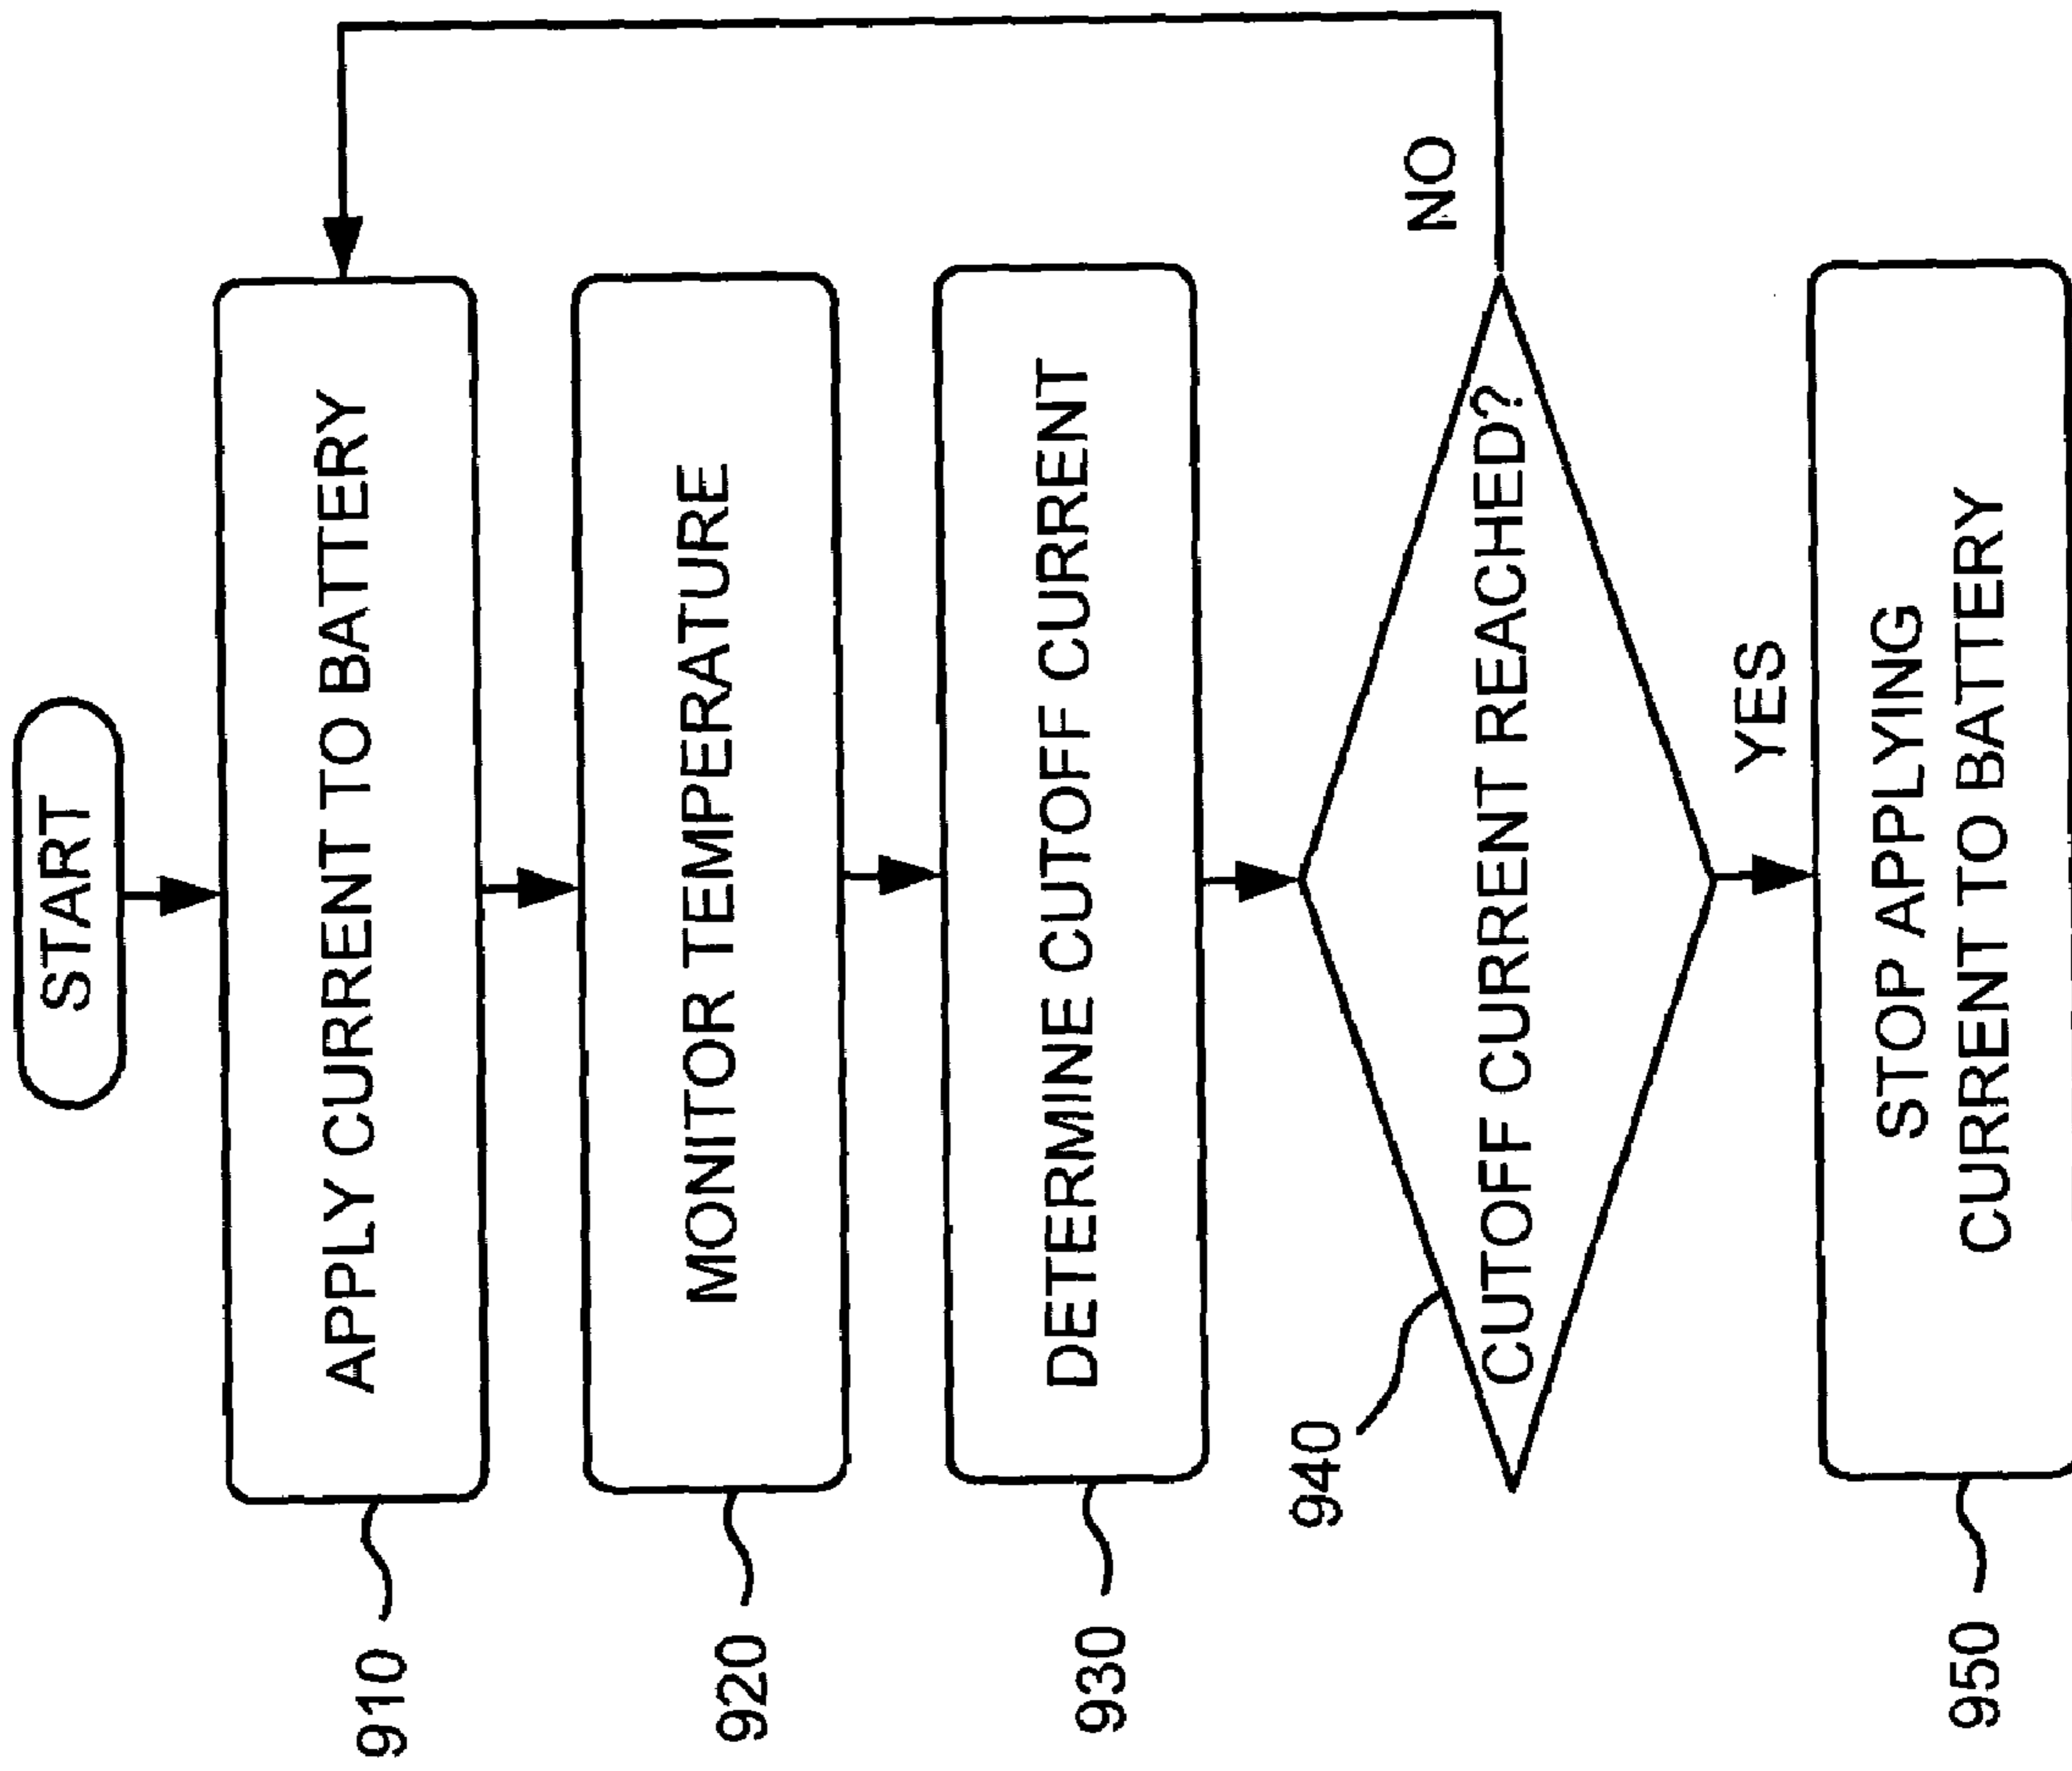 START
APPLY CURRENT TO BATTERY
910
MONITOR TEMPERATURE
920
DETERMINE CUTOFF CURRENT
930
940
CUTOFF CURRENT REACHED?
NO
YES
STOP APPLYING
CURRENT TO BATTERY
950